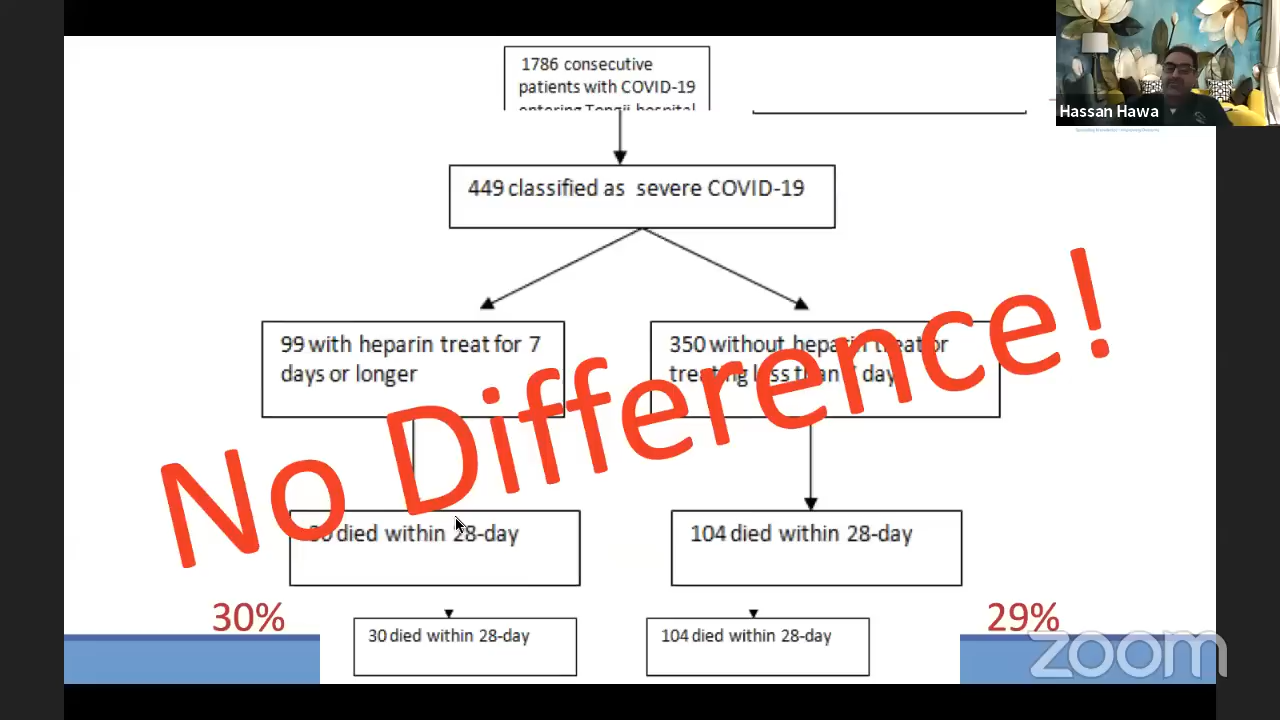 1786 consecutive
patients with COVID-19
entering Tongji hospital
Hassan Hawa
449 classified as severe COVID-19
99 with heparin treat for 7
days or longer
350 without heparin treat or
treating less than 7 day
No Difference!
30 died within 28-day
104 died within 28-day
30%
29%
30 died within 28-day
104 died within 28-day
zoom